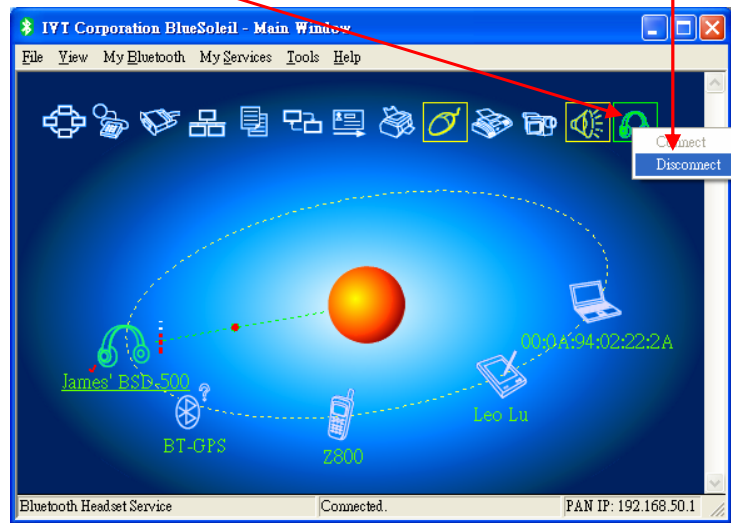 IVT Corporation BlueSoleil - Main Window
File View My Bluetooth My Services Tools Help
Connect
Disconnect
00:0A:94:02:22:2A
James' BSD-500
Leo Lu
BT-GPS
Z800
Bluetooth Headset Service Connected. PAN IP: 192.168.50.1